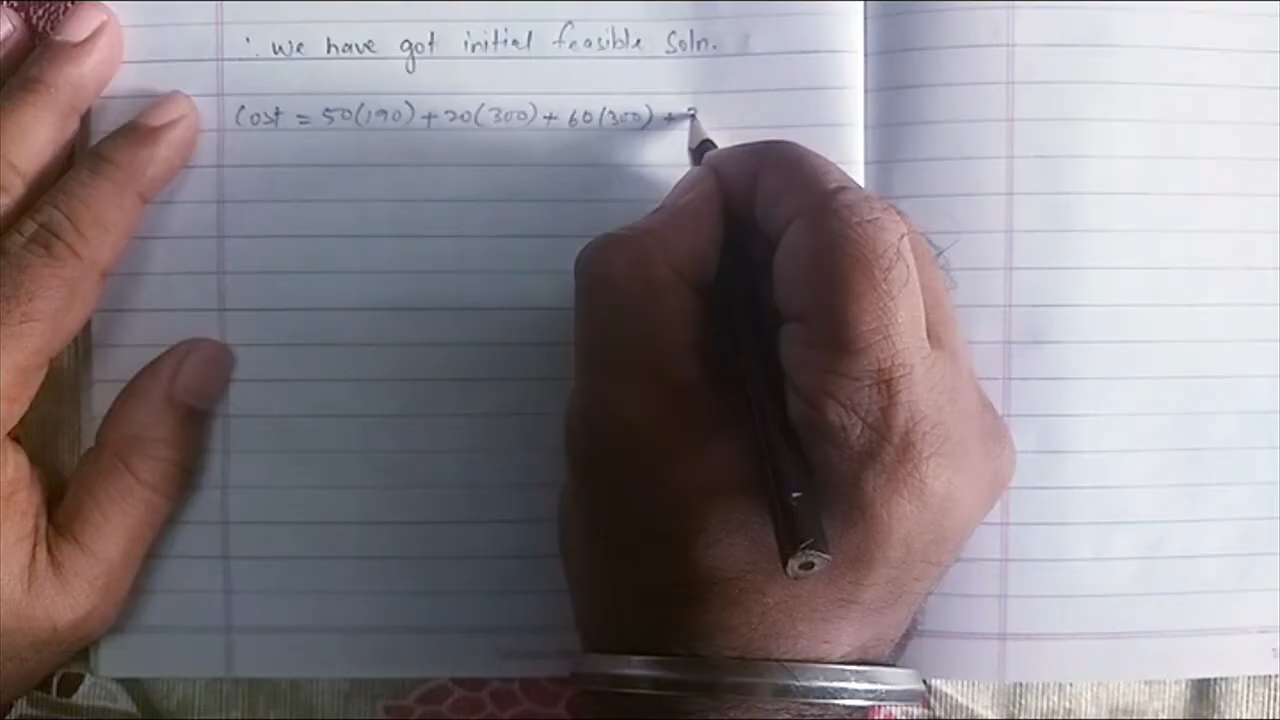 ∴ we have got initial feasible Soln.
Cost = 50(190) + 20(300) + 60(300) +